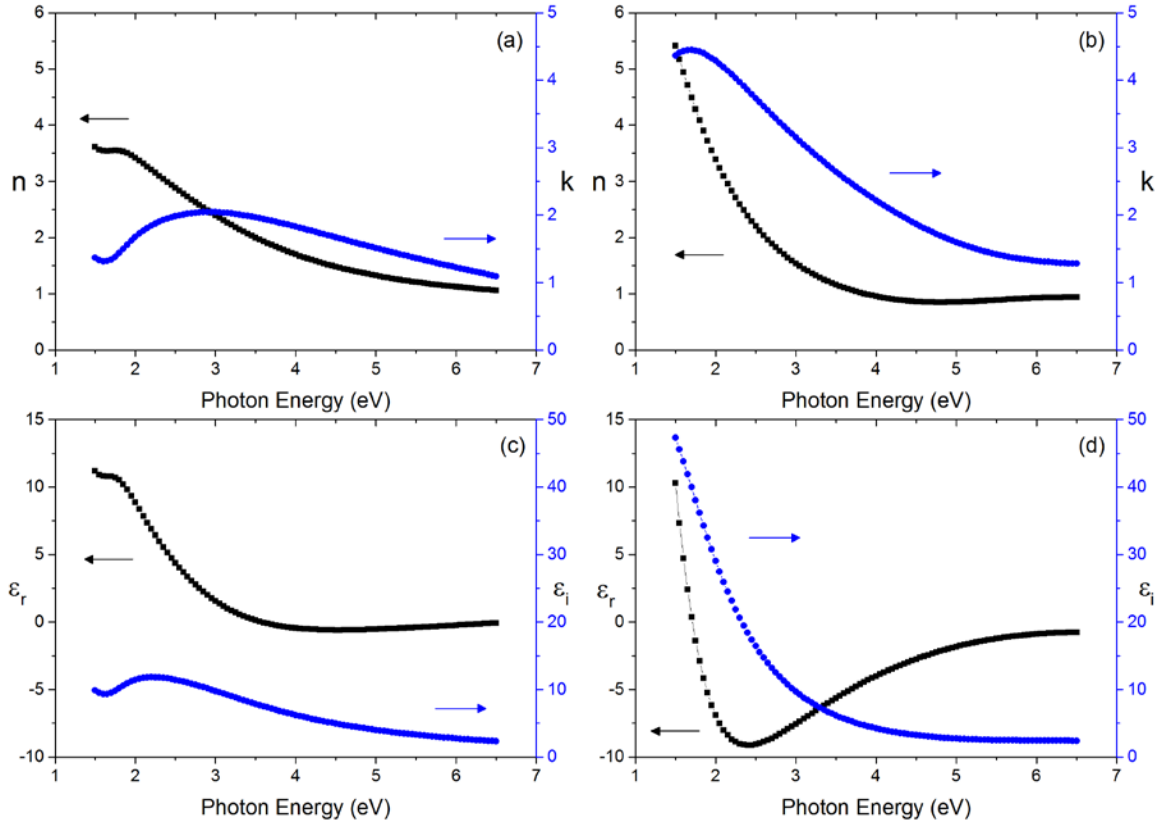 6 5 6 5
(a) (b)
5 5
4 4
4 4
3 3
n 3 k n 3 k
2 2
2 2
1 1
1 1
0 0 0 0
1 2 3 4 5 6 7 1 2 3 4 5 6 7
Photon Energy (eV) Photon Energy (eV)
15 50 15 50
(c) (d)
10 40 10 40
5 30 5 30
εr 0 20 εi εr 0 20 εi
-5 10 -5 10
-10 0 -10 0
1 2 3 4 5 6 7 1 2 3 4 5 6 7
Photon Energy (eV) Photon Energy (eV)